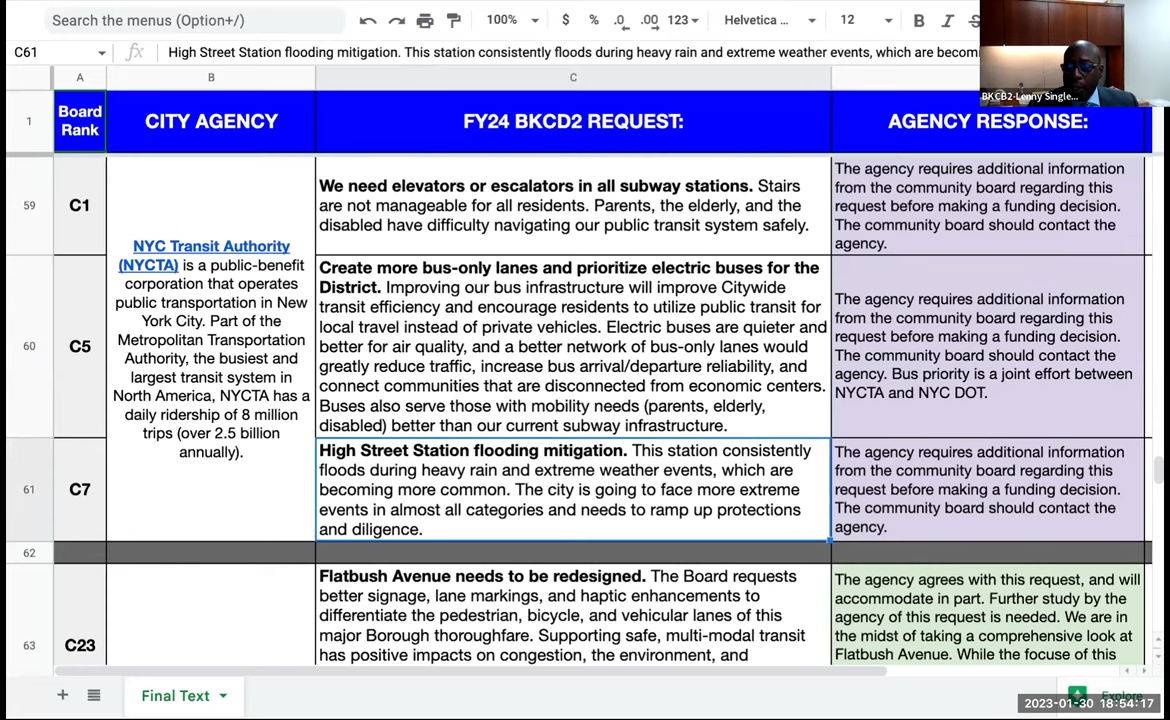 Search the menus (Option+/)
100%
$ % .0 .00 123
Helvetica ...
12
B I S
C61
fx
High Street Station flooding mitigation. This station consistently floods during heavy rain and extreme weather events, which are becomi
BKCB2-Lenny Single...
A B C
1
Board
Rank
CITY AGENCY
FY24 BKCD2 REQUEST:
AGENCY RESPONSE:
NYC Transit Authority
(NYCTA) is a public-benefit
corporation that operates
public transportation in New
York City. Part of the
Metropolitan Transportation
Authority, the busiest and
largest transit system in
North America, NYCTA has a
daily ridership of 8 million
trips (over 2.5 billion
annually).
59
C1
We need elevators or escalators in all subway stations. Stairs
are not manageable for all residents. Parents, the elderly, and the
disabled have difficulty navigating our public transit system safely.
The agency requires additional information
from the community board regarding this
request before making a funding decision.
The community board should contact the
agency.
60
C5
Create more bus-only lanes and prioritize electric buses for the
District. Improving our bus infrastructure will improve Citywide
transit efficiency and encourage residents to utilize public transit for
local travel instead of private vehicles. Electric buses are quieter and
better for air quality, and a better network of bus-only lanes would
greatly reduce traffic, increase bus arrival/departure reliability, and
connect communities that are disconnected from economic centers.
Buses also serve those with mobility needs (parents, elderly,
disabled) better than our current subway infrastructure.
The agency requires additional information
from the community board regarding this
request before making a funding decision.
The community board should contact the
agency. Bus priority is a joint effort between
NYCTA and NYC DOT.
61
C7
High Street Station flooding mitigation. This station consistently
floods during heavy rain and extreme weather events, which are
becoming more common. The city is going to face more extreme
events in almost all categories and needs to ramp up protections
and diligence.
The agency requires additional information
from the community board regarding this
request before making a funding decision.
The community board should contact the
agency.
62
63
C23
Flatbush Avenue needs to be redesigned. The Board requests
better signage, lane markings, and haptic enhancements to
differentiate the pedestrian, bicycle, and vehicular lanes of this
major Borough thoroughfare. Supporting safe, multi-modal transit
has positive impacts on congestion, the environment, and
The agency agrees with this request, and will
accommodate in part. Further study by the
agency of this request is needed. We are in
the midst of taking a comprehensive look at
Flatbush Avenue. While the focuse of this
Final Text
Explore
2023-01-30 18:54:17